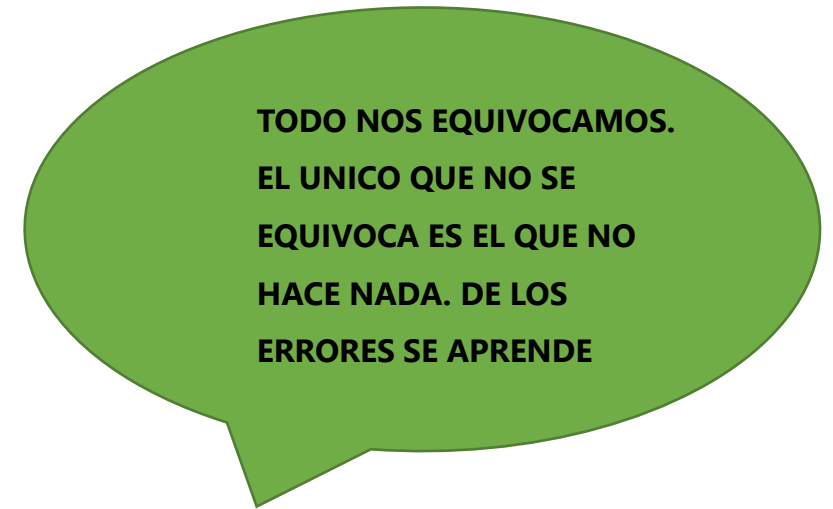 TODO NOS EQUIVOCAMOS.
EL UNICO QUE NO SE
EQUIVOCA ES EL QUE NO
HACE NADA. DE LOS
ERRORES SE APRENDE